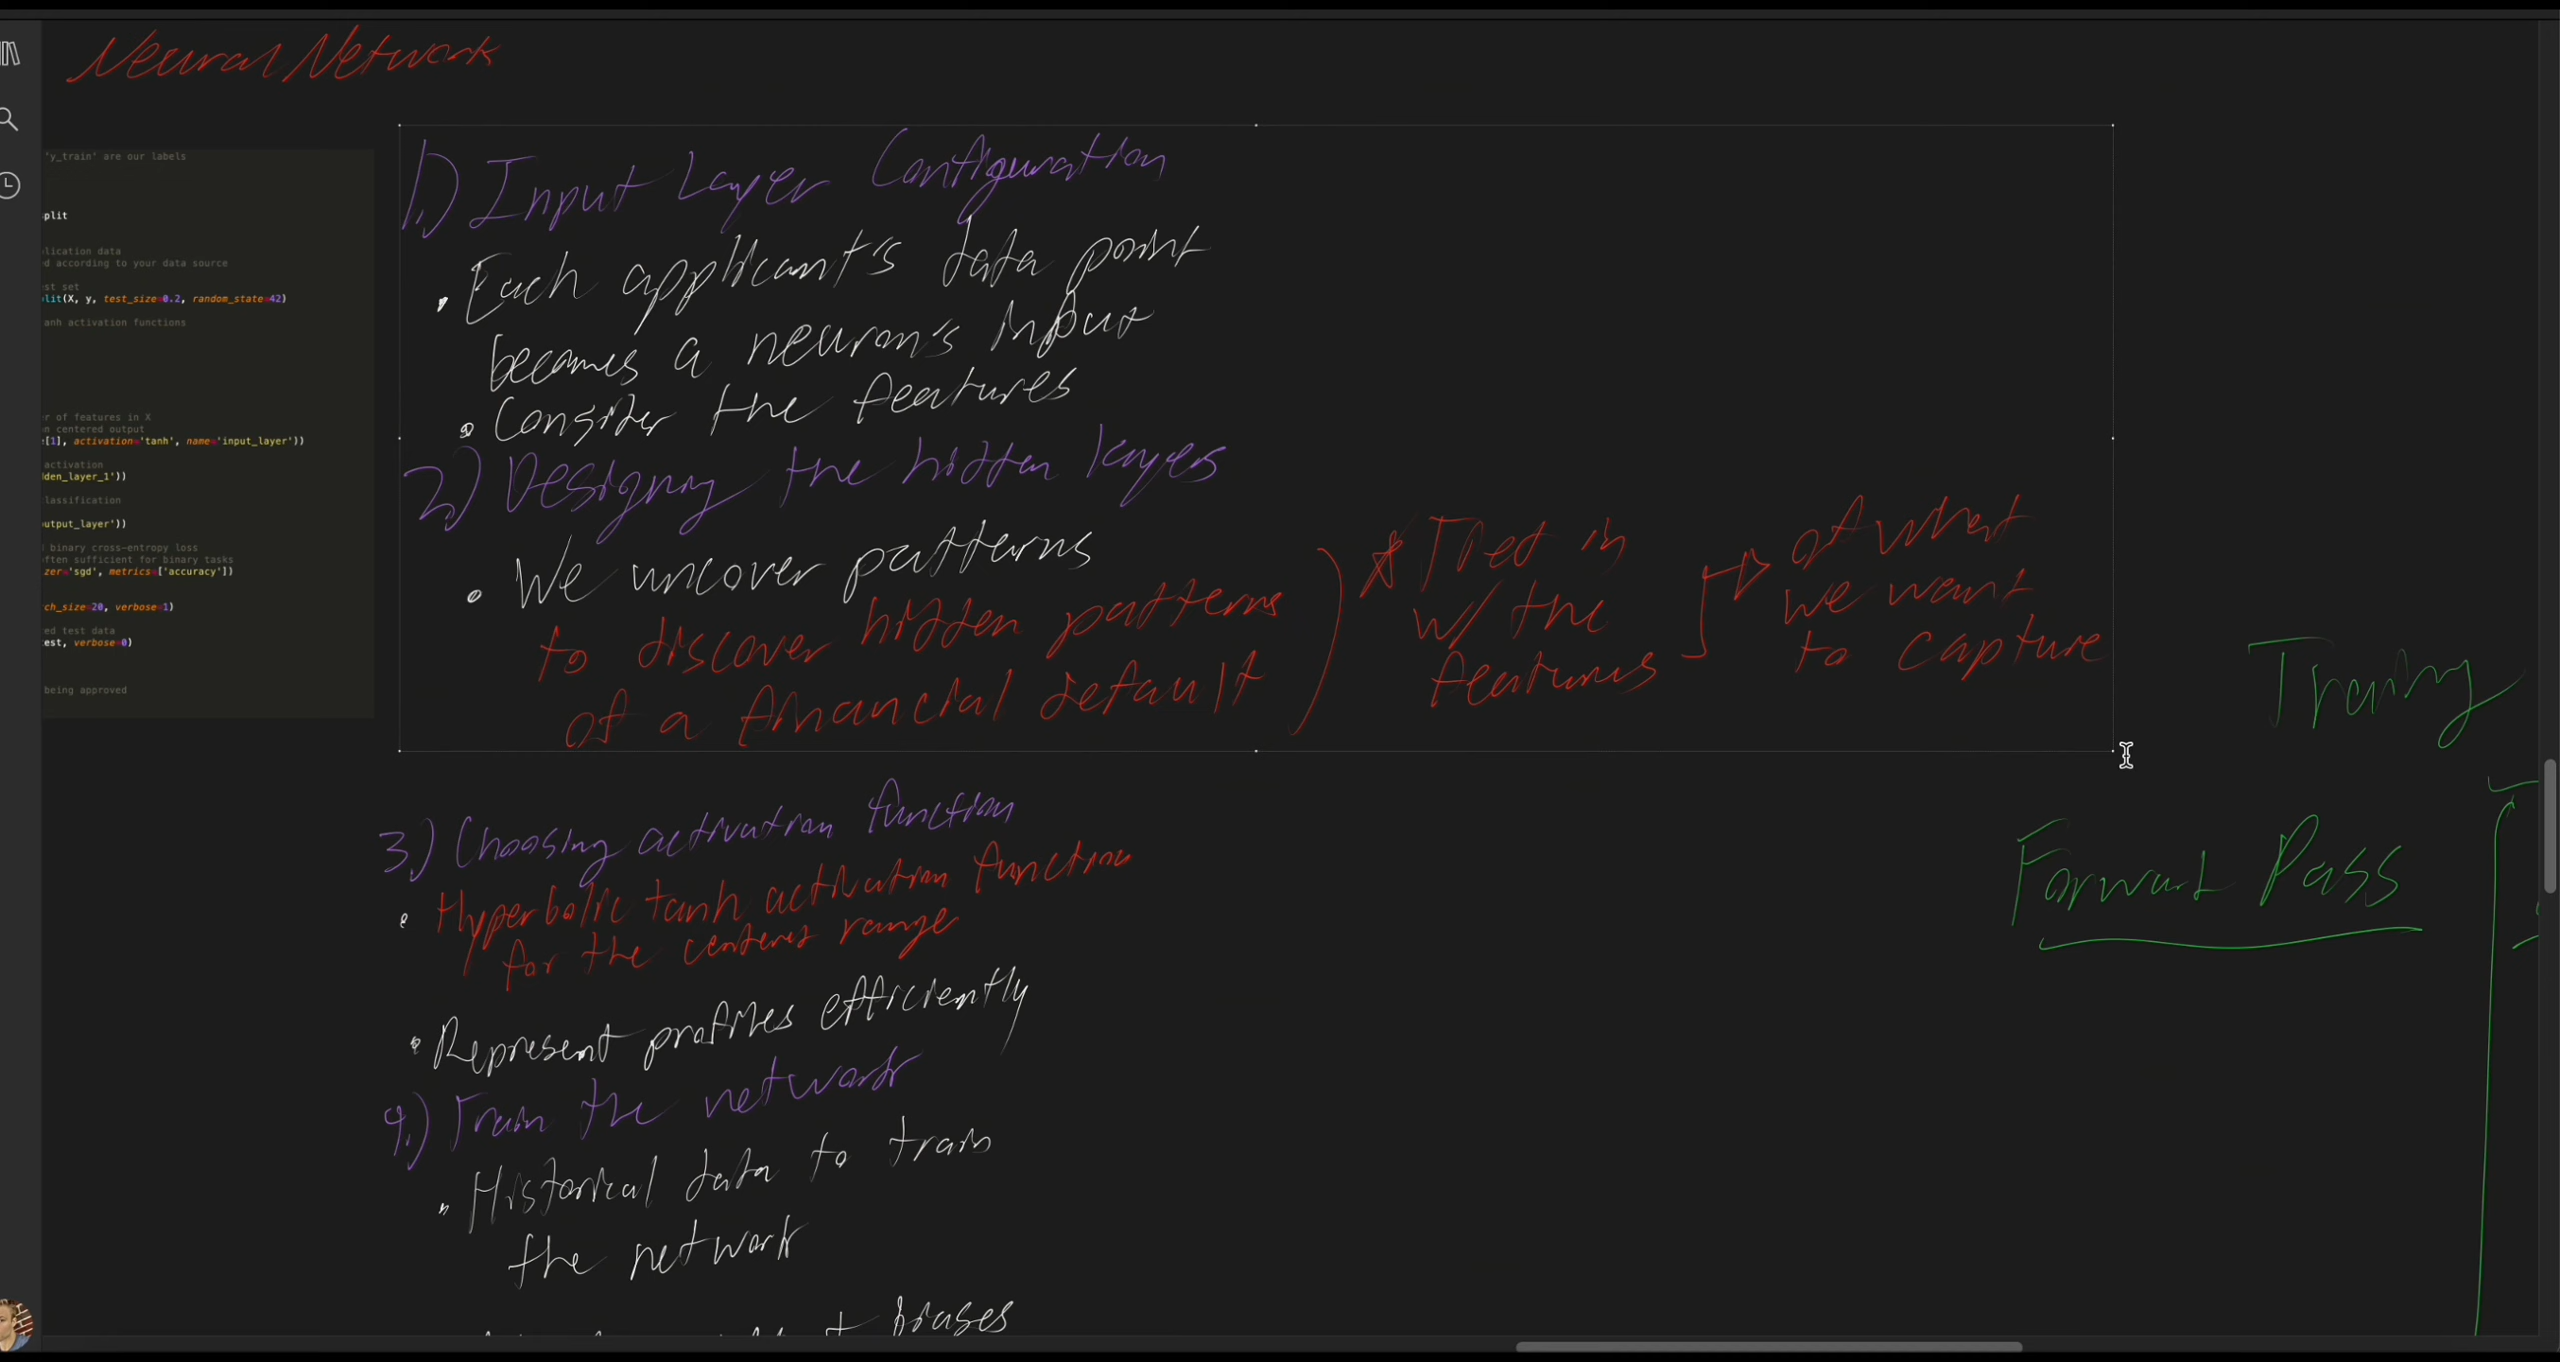 Neural Network
'y_train' are our labels
split
lication data
d according to your data source
st set
lit(X, y, test_size=0.2, random_state=42)
anh activation functions
er of features in X
n centered output
[1], activation='tanh', name='input_layer'))
activation
den_layer_1'))
lassification
utput_layer'))
binary cross-entropy loss
ften sufficient for binary tasks
zer='sgd', metrics=['accuracy'])
ch_size=20, verbose=1)
ed test data
est, verbose=0)
being approved
1.) Input Layer Configuration
• Each applicant's data point
becomes a neuron's input
• Consider the features
2.) Designing the hidden layers
• We uncover patterns
to discover hidden patterns
of a financial default
* Tied in
w/ the
features
of what
we want
to capture
3.) Choosing activation function
• Hyperbolic tanh activation function
for the centered range
• Represent profiles efficiently
4.) Train the network
• Historical data to train
the network
biases
Training
Forward Pass